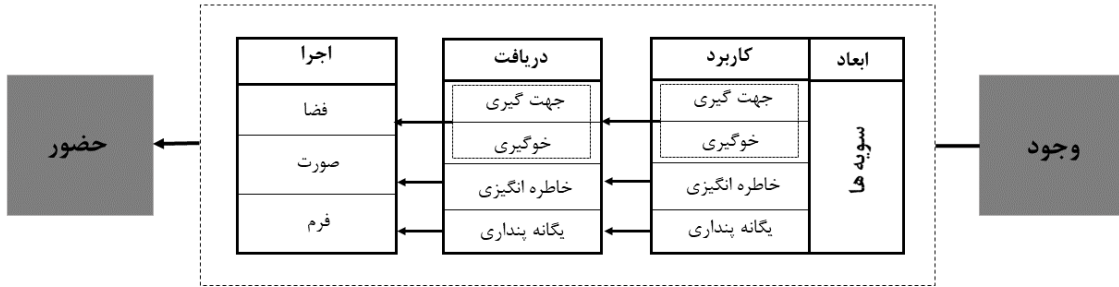 وجود
ابعاد
سویه ها
کاربرد
جهت گیری
خوگیری
خاطره انگیزی
یگانه پنداری
دریافت
جهت گیری
خوگیری
خاطره انگیزی
یگانه پنداری
اجرا
فضا
صورت
فرم
حضور